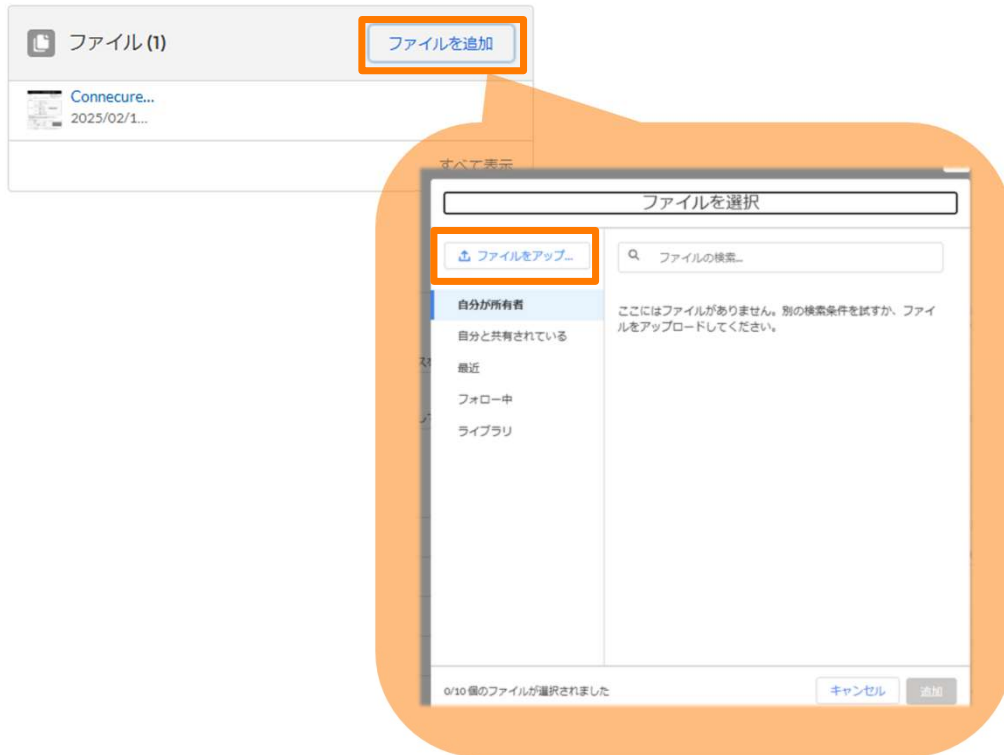 ファイル (1)
ファイルを追加
Connecure...
2025/02/1...
すべて表示
ファイルを選択
ファイルをアップ...
ファイルの検索...
自分が所有者
自分と共有されている
最近
フォロー中
ライブラリ
ここにはファイルがありません。別の検索条件を試すか、ファイ
ルをアップロードしてください。
0/10 個のファイルが選択されました
キャンセル
追加